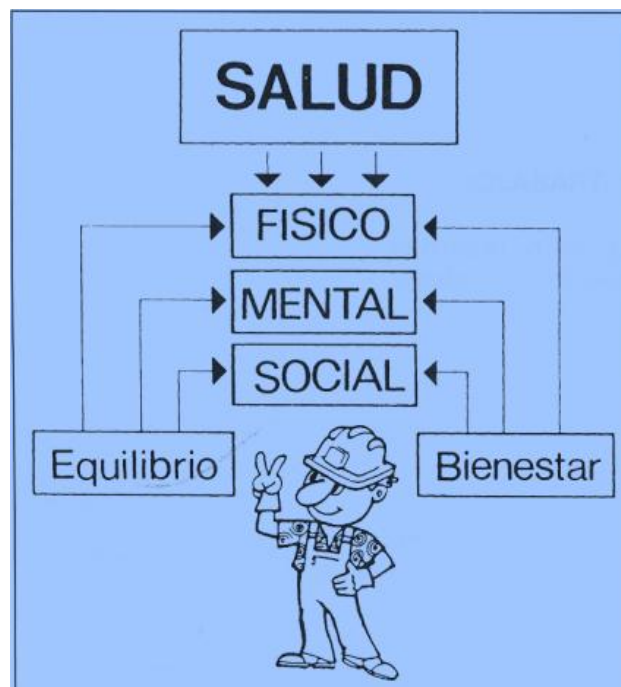 SALUD
FISICO
MENTAL
SOCIAL
Equilibrio
Bienestar